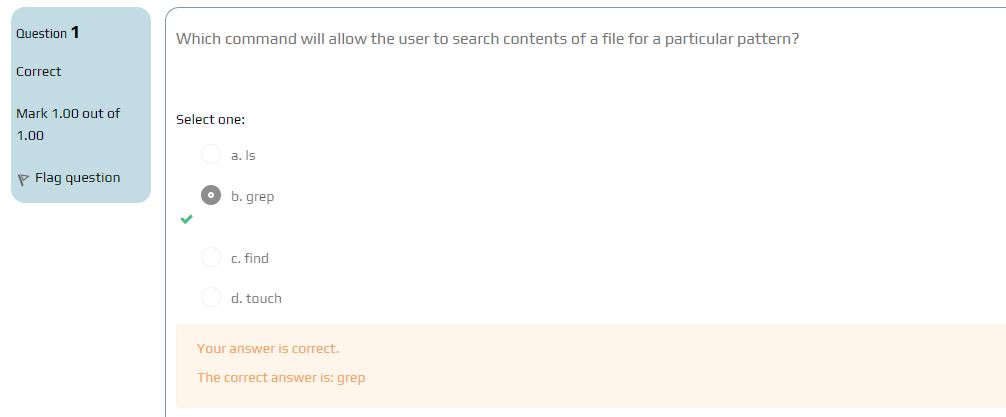 Question 1
Correct
Mark 1.00 out of
1.00
Flag question
Which command will allow the user to search contents of a file for a particular pattern?
Select one:
a. ls
b. grep
c. find
d. touch
Your answer is correct.
The correct answer is: grep